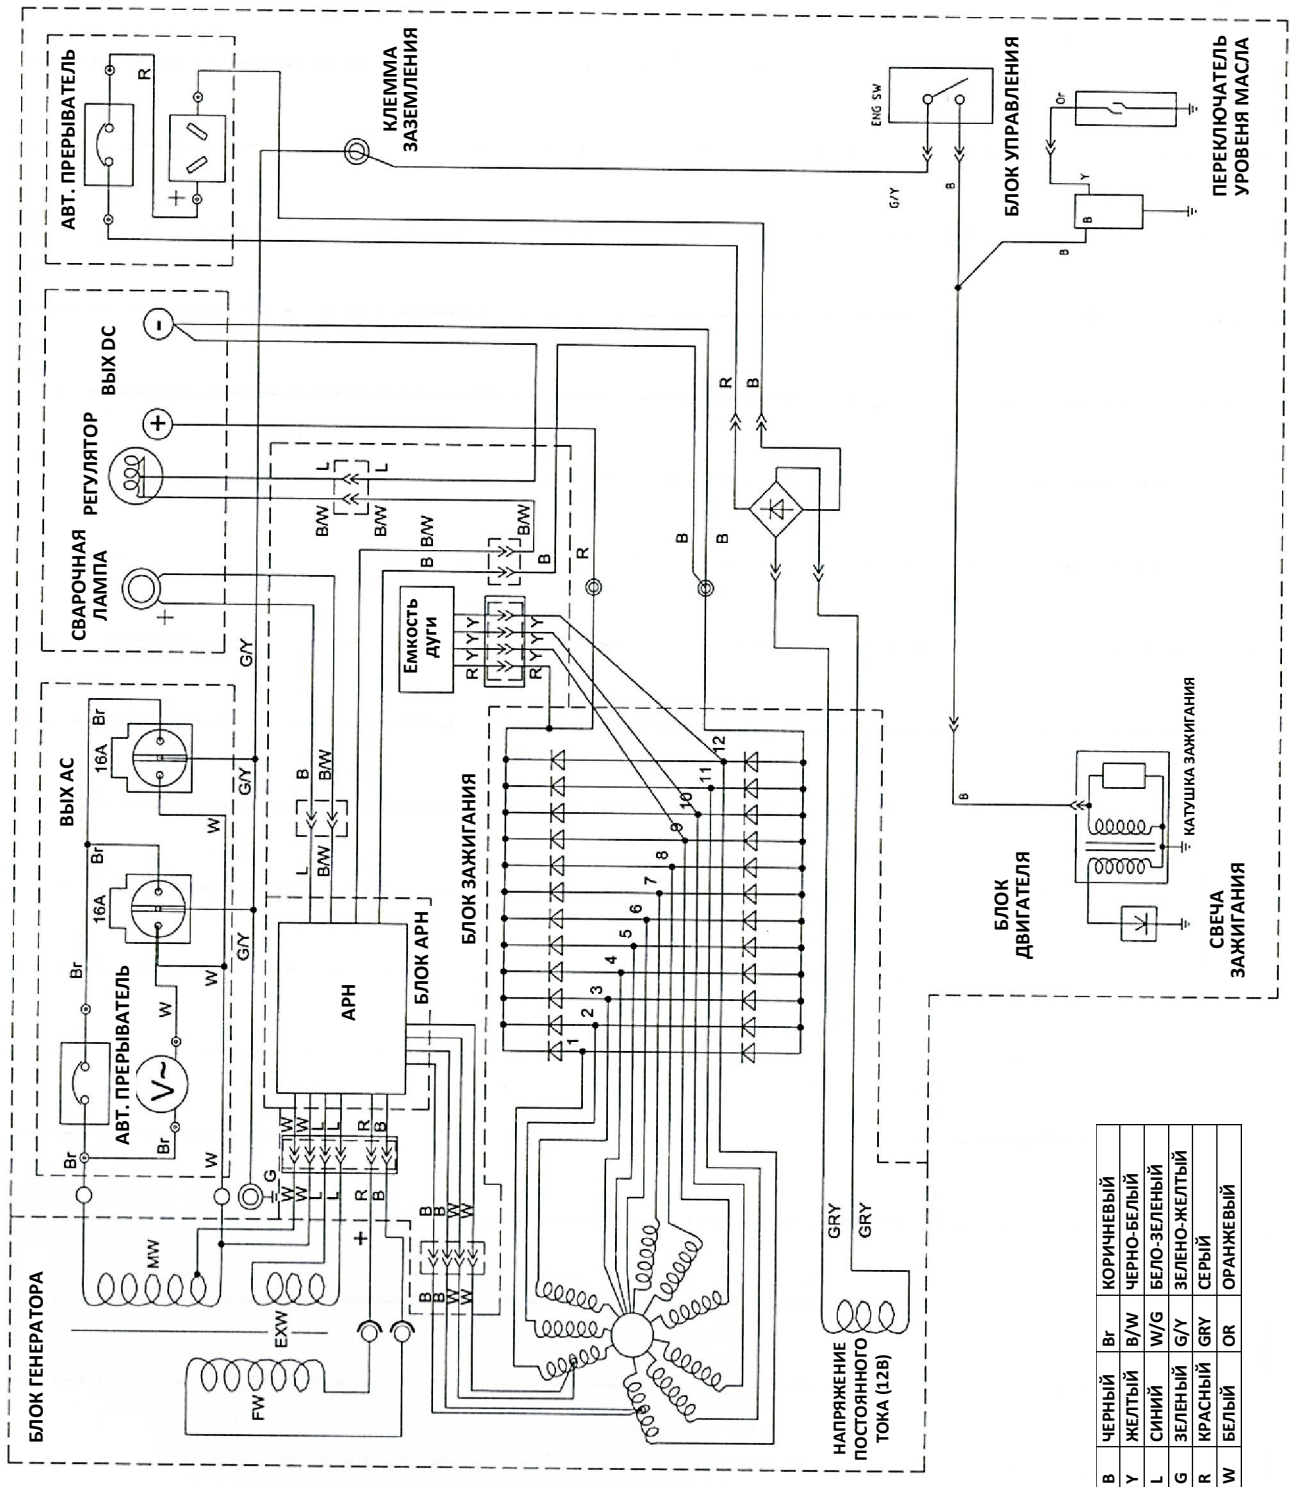 БЛОК ГЕНЕРАТОРА
FW
EXW
MW
+
Br
W
G
W
W
L
L
R
B
W
W
L
L
R
B
B
B
W
W
B
B
W
W
ВЫХ АС
АВТ. ПРЕРЫВАТЕЛЬ
V~
Br
Br
W
W
16A
Br
16A
Br
W
G/Y
G/Y
G/Y
АРН
БЛОК АРН
L
B/W
B
B/W
СВАРОЧНАЯ
ЛАМПА
+
РЕГУЛЯТОР
ВЫХ DC
+
-
L
L
B/W
B/W
B/W
B
B/W
B
Емкость
дуги
R
Y
Y
Y
R
Y
Y
Y
R
B
B
АВТ. ПРЕРЫВАТЕЛЬ
R
+
КЛЕММА
ЗАЗЕМЛЕНИЯ
БЛОК ЗАЖИГАНИЯ
1
2
3
4
5
6
7
8
9
10
11
12
R
B
GRY
GRY
НАПРЯЖЕНИЕ
ПОСТОЯННОГО
ТОКА (12В)
ENG SW
G/Y
B
БЛОК УПРАВЛЕНИЯ
Or
Y
B
B
ПЕРЕКЛЮЧАТЕЛЬ
УРОВЕНЯ МАСЛА
B
БЛОК
ДВИГАТЕЛЯ
КАТУШКА ЗАЖИГАНИЯ
СВЕЧА
ЗАЖИГАНИЯ
B ЧЕРНЫЙ Br КОРИЧНЕВЫЙ
Y ЖЕЛТЫЙ B/W ЧЕРНО-БЕЛЫЙ
L СИНИЙ W/G БЕЛО-ЗЕЛЕНЫЙ
G ЗЕЛЕНЫЙ G/Y ЗЕЛЕНО-ЖЕЛТЫЙ
R КРАСНЫЙ GRY СЕРЫЙ
W БЕЛЫЙ OR ОРАНЖЕВЫЙ